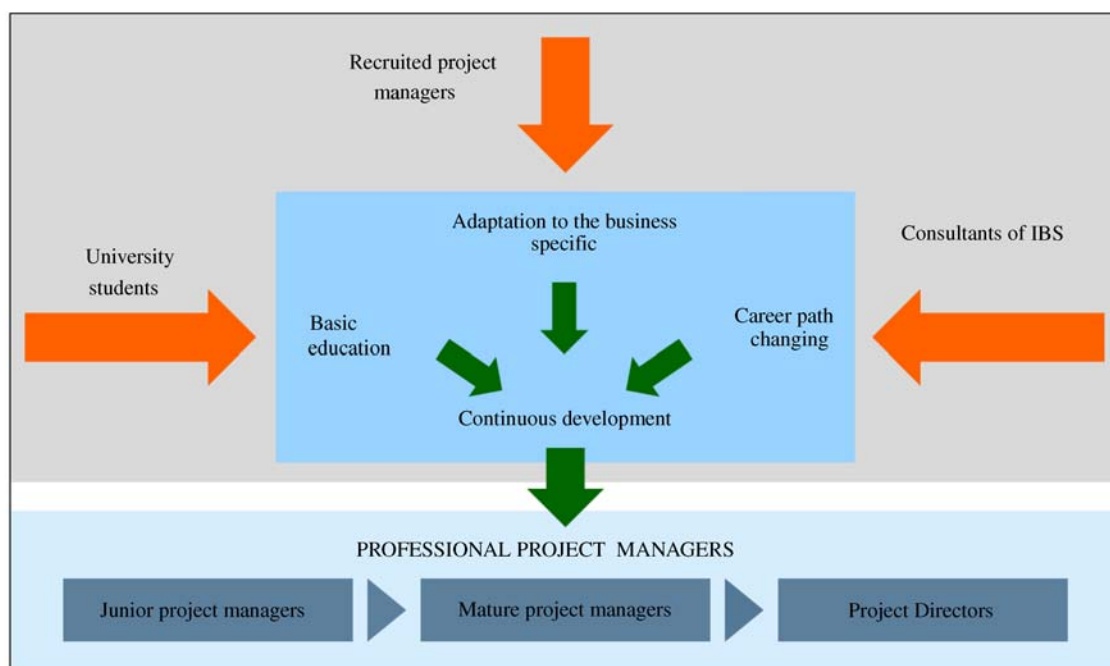 Recruited project
managers
Adaptation to the business
specific
Consultants of IBS
University
students
Basic
education
Career path
changing
Continuous development
PROFESSIONAL PROJECT MANAGERS
Junior project managers
Mature project managers
Project Directors